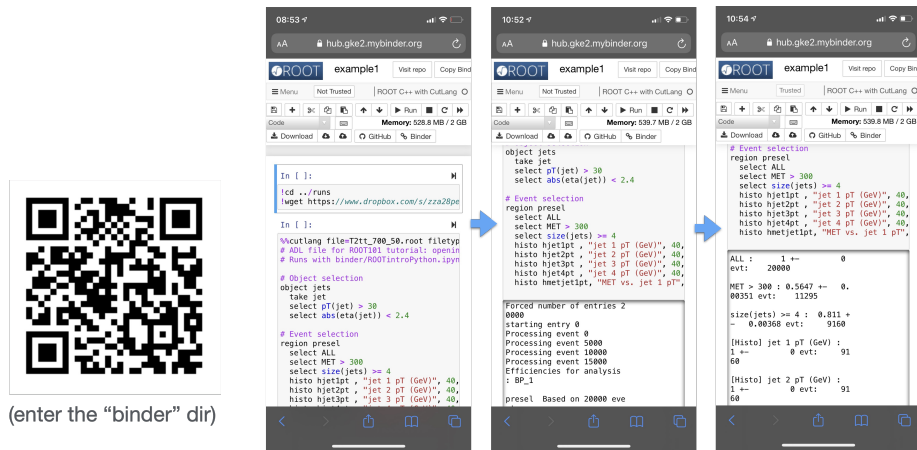 (enter the “binder” dir)
08:53
AA hub.gke2.mybinder.org
ROOT example1 Visit repo Copy Bind
Menu Not Trusted ROOT C++ with CutLang
Run
Code Memory: 528.8 MB / 2 GB
Download GitHub Binder
In [ ]:
!cd ../runs
!wget https://www.dropbox.com/s/zza28pe
In [ ]:
%%cutlang file=T2tt_700_50.root filetyp
# ADL file for ROOT101 tutorial: openin
# Runs with binder/ROOTintroPython.ipyn
# Object selection
object jets
take jet
select pT(jet) > 30
select abs(eta(jet)) < 2.4
# Event selection
region presel
select ALL
select MET > 300
select size(jets) >= 4
histo hjet1pt , "jet 1 pT (GeV)", 40,
histo hjet2pt , "jet 2 pT (GeV)", 40,
histo hjet3pt , "jet 3 pT (GeV)", 40,
10:52
AA hub.gke2.mybinder.org
ROOT example1 Visit repo Copy Bind
Menu Not Trusted ROOT C++ with CutLang
Run
Code Memory: 539.7 MB / 2 GB
Download GitHub Binder
object jets
take jet
select pT(jet) > 30
select abs(eta(jet)) < 2.4
# Event selection
region presel
select ALL
select MET > 300
select size(jets) >= 4
histo hjet1pt , "jet 1 pT (GeV)", 40,
histo hjet2pt , "jet 2 pT (GeV)", 40,
histo hjet3pt , "jet 3 pT (GeV)", 40,
histo hjet4pt , "jet 4 pT (GeV)", 40,
histo hmetjet1pt, "MET vs. jet 1 pT",
Forced number of entries 2
0000
starting entry 0
Processing event 0
Processing event 5000
Processing event 10000
Processing event 15000
Efficiencies for analysis
: BP_1
presel Based on 20000 eve
10:54
AA hub.gke2.mybinder.org
ROOT example1 Visit repo Copy Bind
Menu Trusted ROOT C++ with CutLang
Run
Code Memory: 539.8 MB / 2 GB
Download GitHub Binder
# Event selection
region presel
select ALL
select MET > 300
select size(jets) >= 4
histo hjet1pt , "jet 1 pT (GeV)", 40,
histo hjet2pt , "jet 2 pT (GeV)", 40,
histo hjet3pt , "jet 3 pT (GeV)", 40,
histo hjet4pt , "jet 4 pT (GeV)", 40,
histo hmetjet1pt, "MET vs. jet 1 pT",
ALL : 1 +- 0
evt: 20000
MET > 300 : 0.5647 +- 0.
00351 evt: 11295
size(jets) >= 4 : 0.811 +
- 0.00368 evt: 9160
[Histo] jet 1 pT (GeV) :
1 +- 0 evt: 91
60
[Histo] jet 2 pT (GeV) :
1 +- 0 evt: 91
60